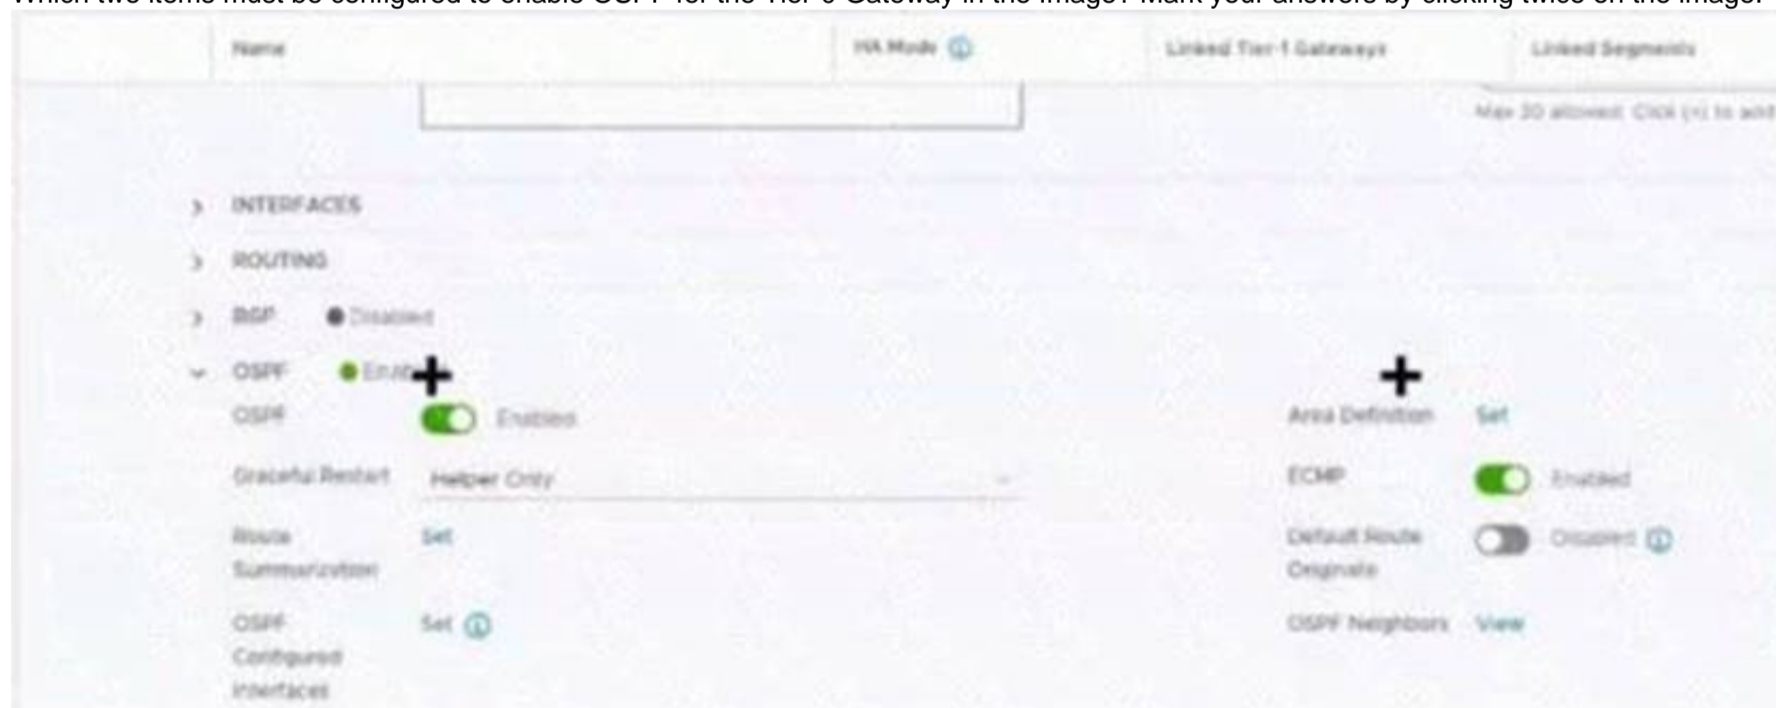 Which two items must be configured to enable OSPF for the Tier-0 Gateway in the Image? Mark your answers by clicking twice on the image.
Name HA Mode Linked Tier-1 Gateways Linked Segments
Max 30 allowed. Click (+) to add
INTERFACES
ROUTING
BGP Disabled
OSPF
OSPF Enabled Area Definition Set
Graceful Restart Helper Only ECMP Enabled
Route Set Default Route Disabled
Summarization Originate
OSPF Set OSPF Neighbors View
Configured
Interfaces